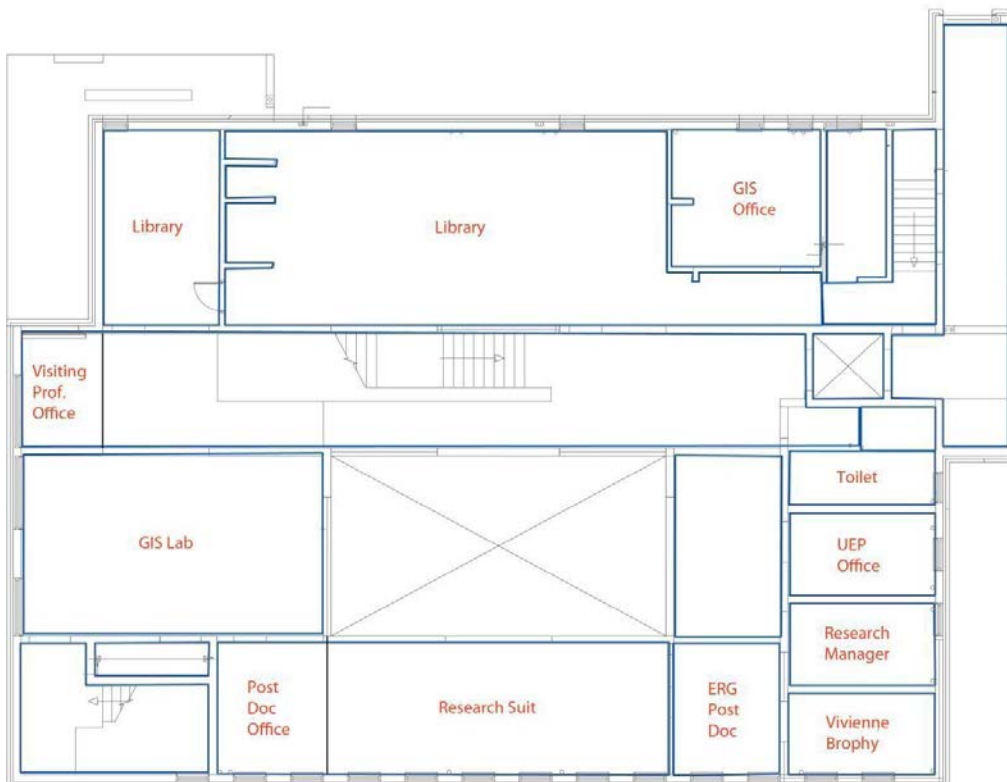 GIS
Office
Library
Library
Visiting
Prof.
Office
Toilet
GIS Lab
UEP
Office
Research
Manager
Post
Doc
Office
Research Suit
ERG
Post
Doc
Vivienne
Brophy